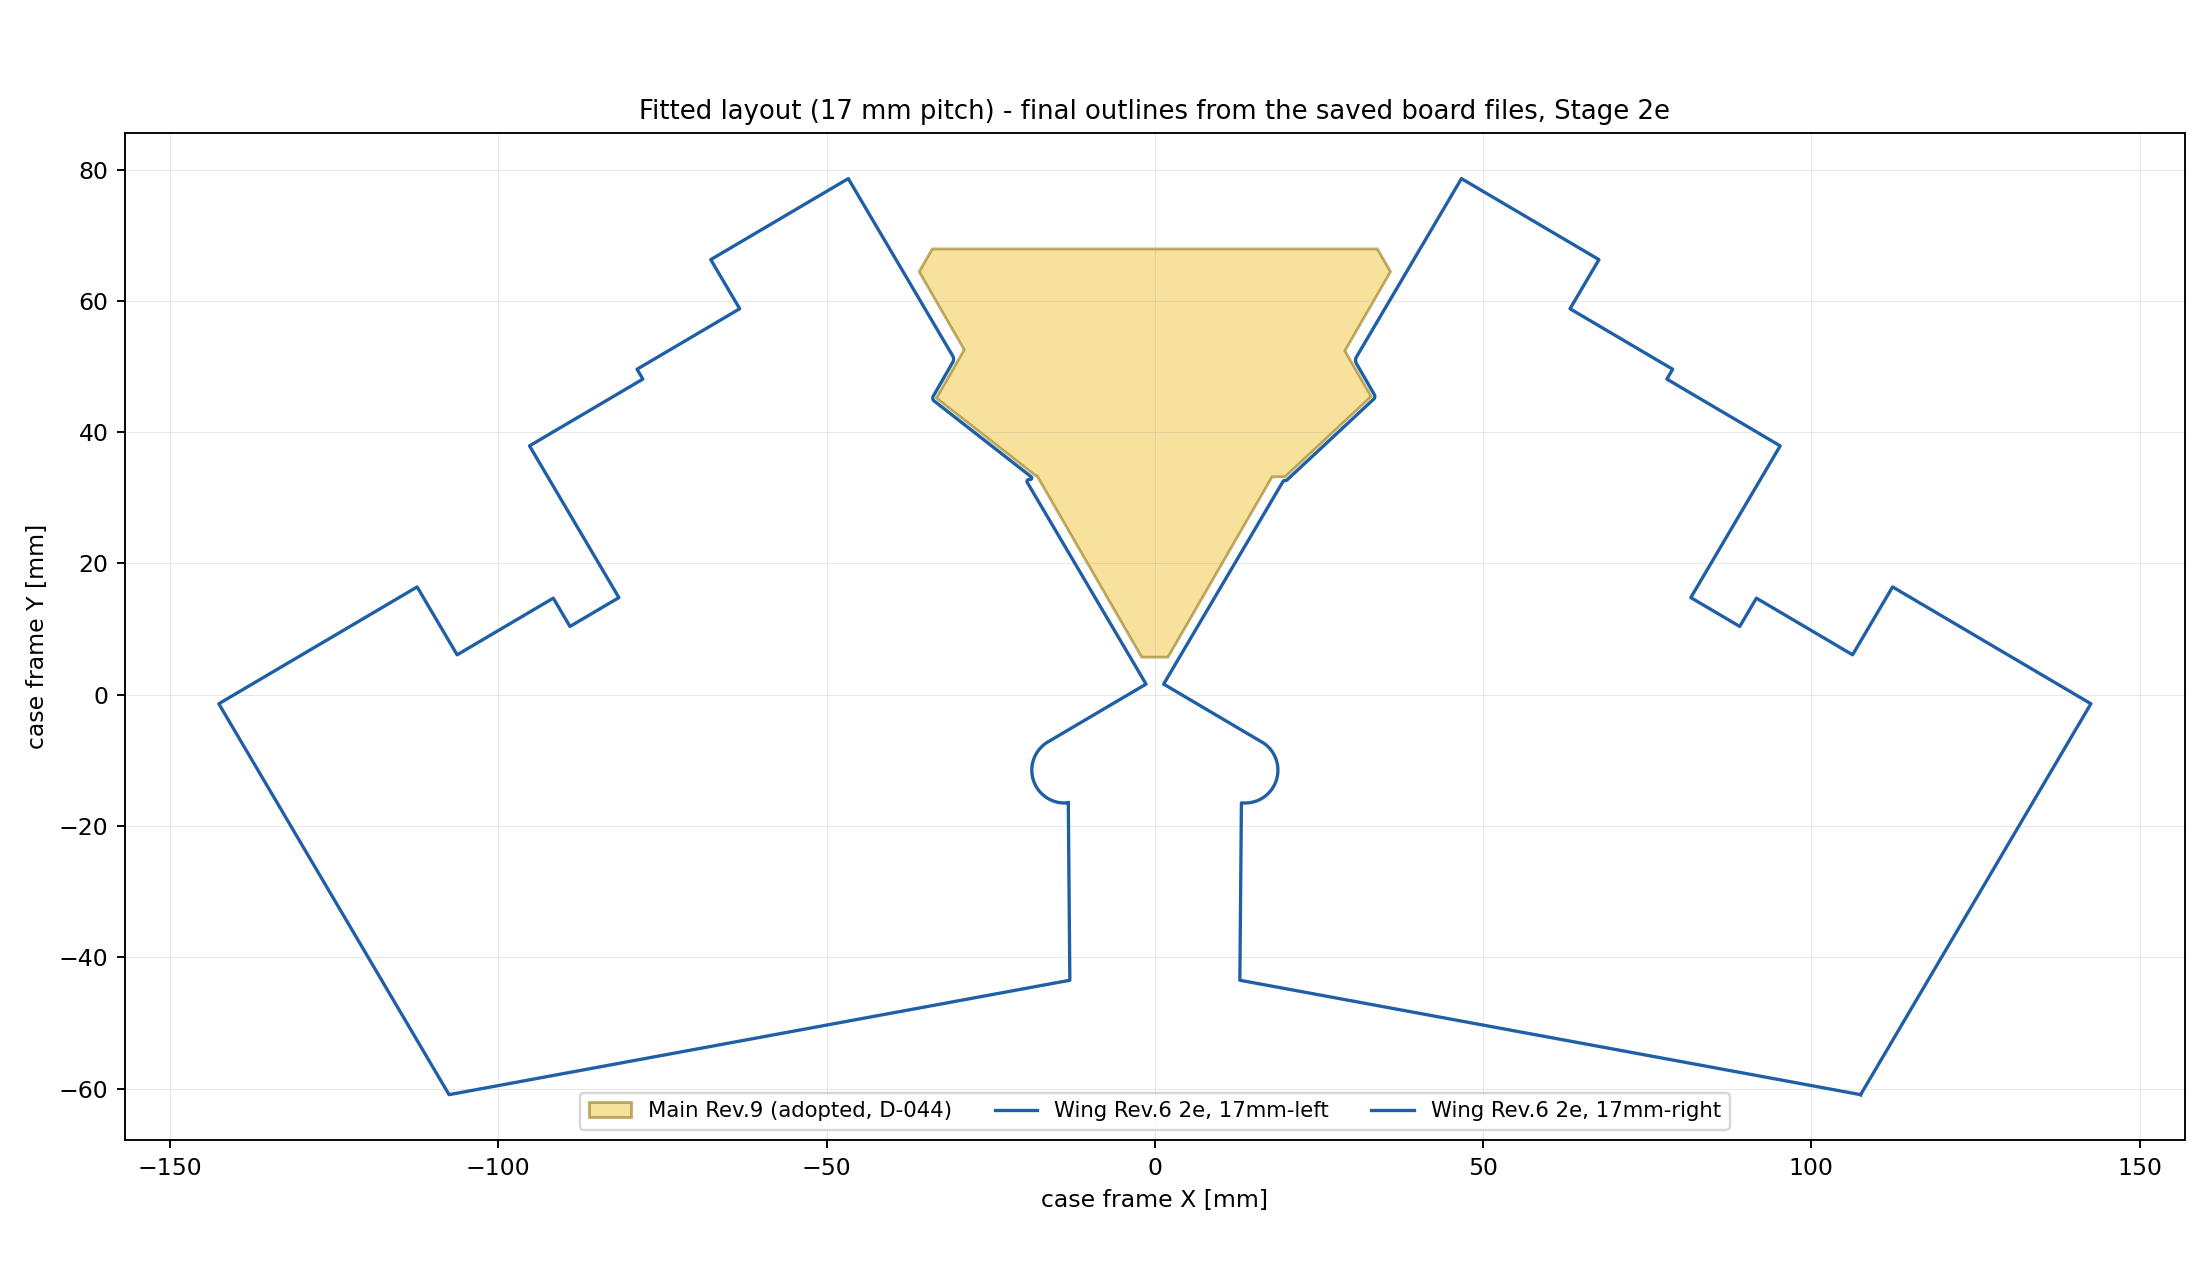 Fitted layout (17 mm pitch) - final outlines from the saved board files, Stage 2e
case frame Y [mm]
80
60
40
20
0
−20
−40
−60
Main Rev.9 (adopted, D-044)
Wing Rev.6 2e, 17mm-left
Wing Rev.6 2e, 17mm-right
−150
−100
−50
0
50
100
150
case frame X [mm]